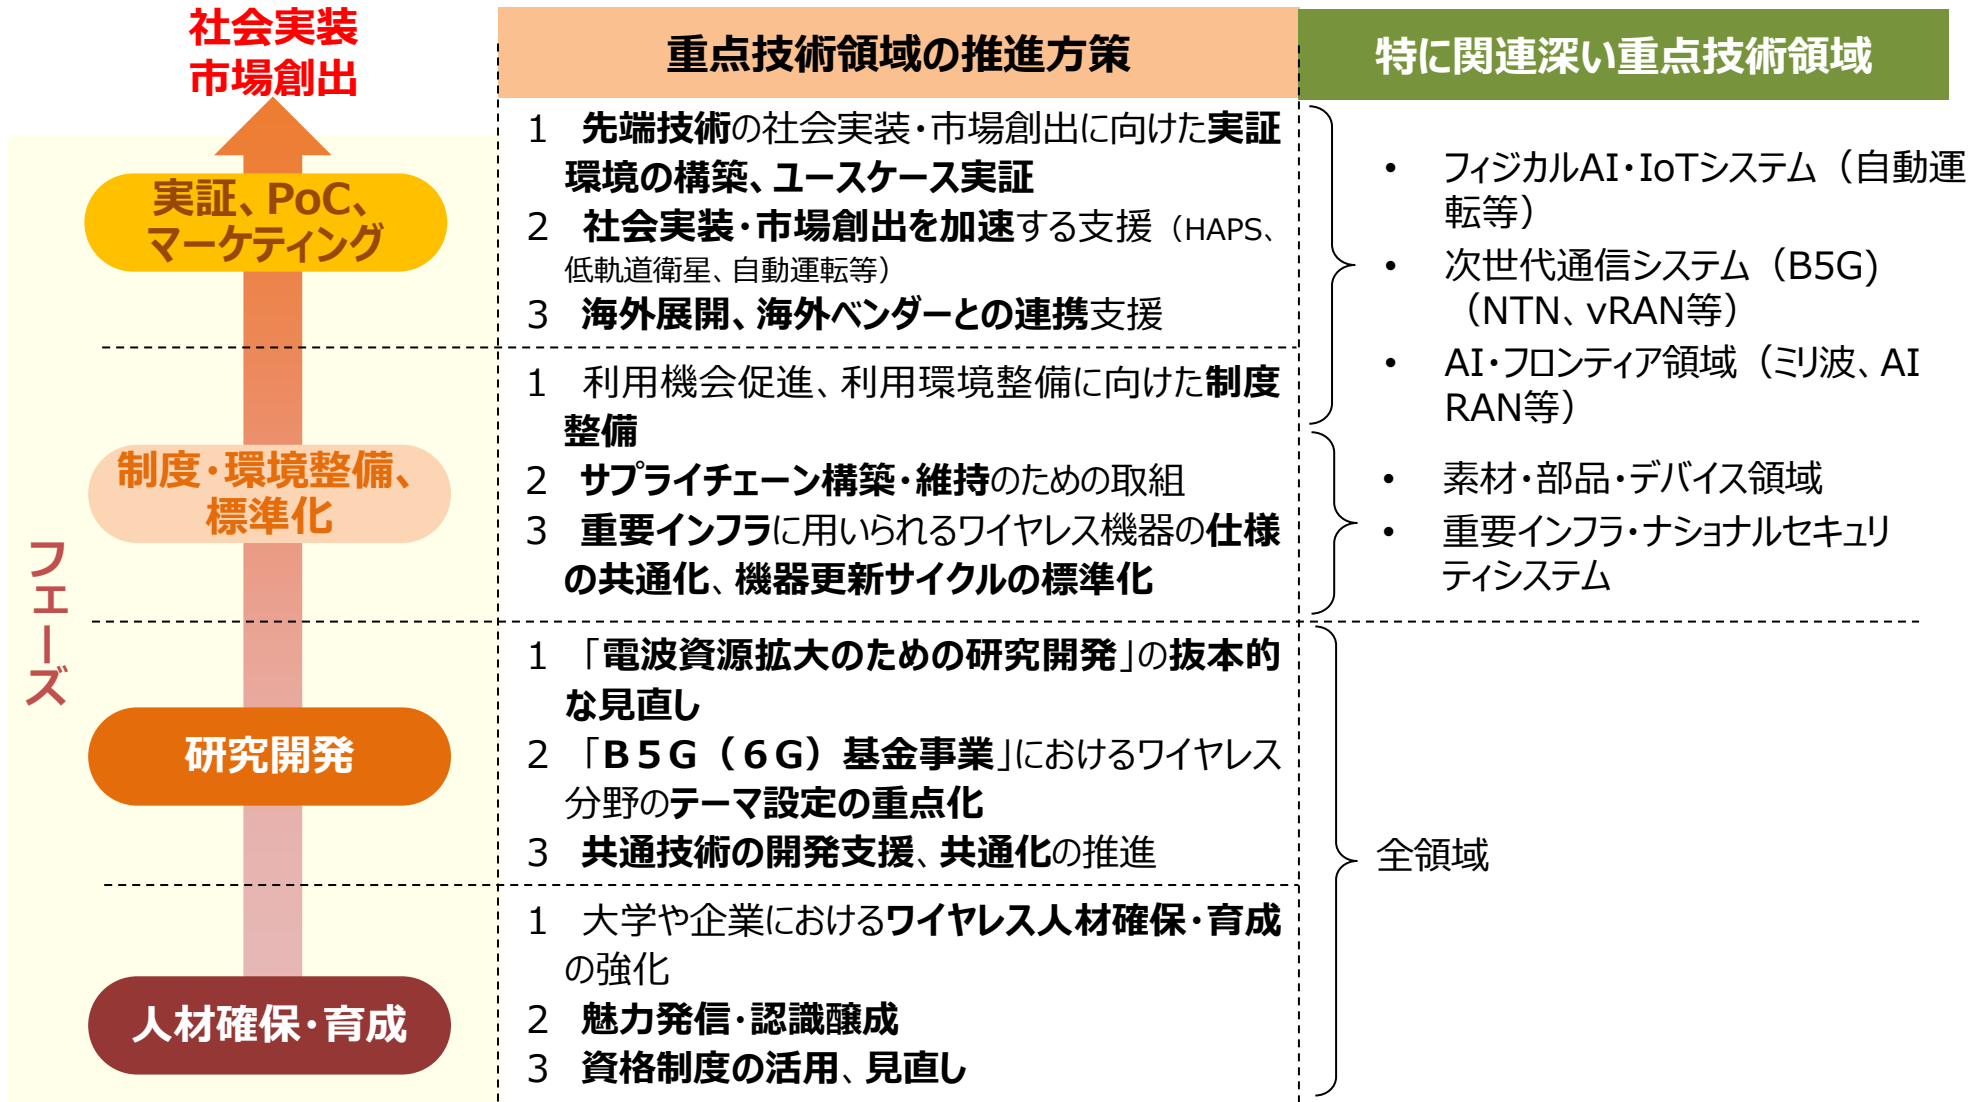 社会実装
市場創出
重点技術領域の推進方策
特に関連深い重点技術領域
フェーズ
実証、PoC、
マーケティング
1 先端技術の社会実装・市場創出に向けた実証
環境の構築、ユースケース実証
2 社会実装・市場創出を加速する支援（HAPS、
低軌道衛星、自動運転等）
3 海外展開、海外ベンダーとの連携支援
• フィジカルAI・IoTシステム（自動運
転等）
• 次世代通信システム（B5G)
（NTN、vRAN等）
• AI・フロンティア領域（ミリ波、AI
RAN等）
制度・環境整備、
標準化
1 利用機会促進、利用環境整備に向けた制度
整備
2 サプライチェーン構築・維持のための取組
3 重要インフラに用いられるワイヤレス機器の仕様
の共通化、機器更新サイクルの標準化
• 素材・部品・デバイス領域
• 重要インフラ・ナショナルセキュリ
ティシステム
研究開発
1 「電波資源拡大のための研究開発」の抜本的
な見直し
2 「B５G（６G）基金事業」におけるワイヤレス
分野のテーマ設定の重点化
3 共通技術の開発支援、共通化の推進
全領域
人材確保・育成
1 大学や企業におけるワイヤレス人材確保・育成
の強化
2 魅力発信・認識醸成
3 資格制度の活用、見直し